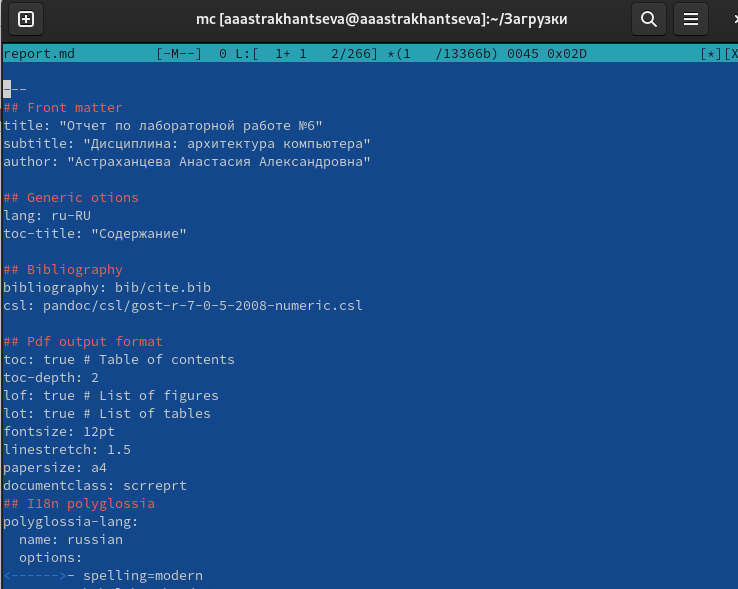 mc [aaastrakhantseva@aaastrakhantseva]:~/Загрузки
report.md [-M--] 0 L:[ 1+ 1 2/266] *(1 /13366b) 0045 0x02D [*][X
---
## Front matter
title: "Отчет по лабораторной работе №6"
subtitle: "Дисциплина: архитектура компьютера"
author: "Астраханцева Анастасия Александровна"
## Generic otions
lang: ru-RU
toc-title: "Содержание"
## Bibliography
bibliography: bib/cite.bib
csl: pandoc/csl/gost-r-7-0-5-2008-numeric.csl
## Pdf output format
toc: true # Table of contents
toc-depth: 2
lof: true # List of figures
lot: true # List of tables
fontsize: 12pt
linestretch: 1.5
papersize: a4
documentclass: scrreprt
## I18n polyglossia
polyglossia-lang:
name: russian
options:
<------>- spelling=modern